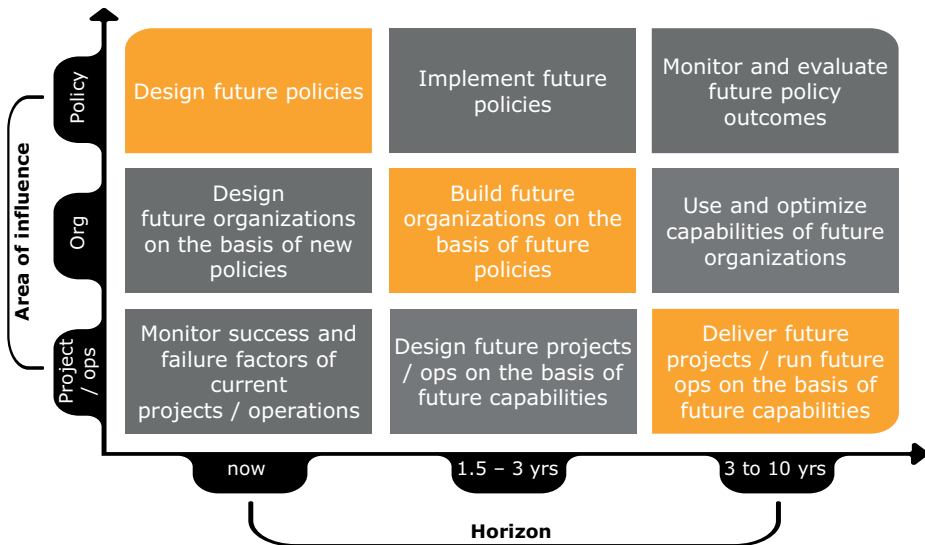 Area of influence
Policy
Design future policies
Implement future
policies
Monitor and evaluate
future policy
outcomes
Org
Design
future organizations
on the basis of new
policies
Build future
organizations on the
basis of future
policies
Use and optimize
capabilities of future
organizations
Project
/ ops
Monitor success and
failure factors of
current
projects / operations
Design future projects
/ ops on the basis of
future capabilities
Deliver future
projects / run future
ops on the basis of
future capabilities
now
1.5 – 3 yrs
3 to 10 yrs
Horizon